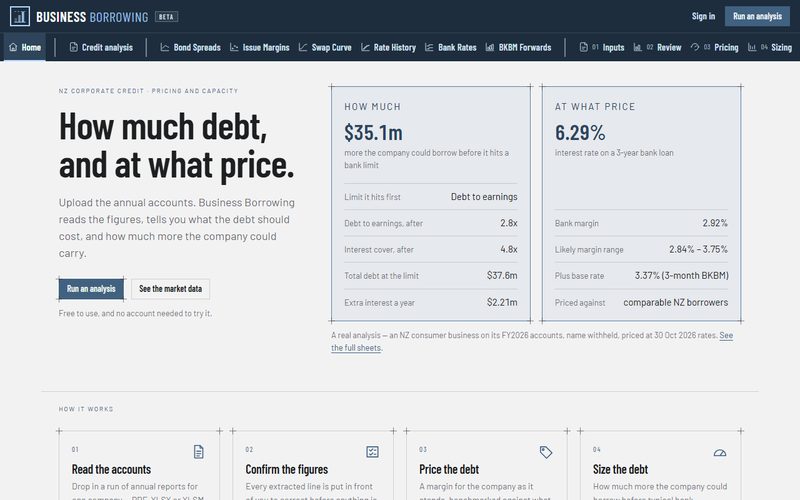 BUSINESS BORROWING BETA
Sign in
Run an analysis
Home
Credit analysis
Bond Spreads
Issue Margins
Swap Curve
Rate History
Bank Rates
BKBM Forwards
01 Inputs
02 Review
03 Pricing
04 Sizing
NZ CORPORATE CREDIT · PRICING AND CAPACITY
How much debt,
and at what price.
Upload the annual accounts. Business Borrowing
reads the figures, tells you what the debt should
cost, and how much more the company could
carry.
Run an analysis
See the market data
Free to use, and no account needed to try it.
HOW MUCH
$35.1m
more the company could borrow before it hits a
bank limit
Limit it hits first Debt to earnings
Debt to earnings, after 2.8x
Interest cover, after 4.8x
Total debt at the limit $37.6m
Extra interest a year $2.21m
AT WHAT PRICE
6.29%
interest rate on a 3-year bank loan
Bank margin 2.92%
Likely margin range 2.84% – 3.75%
Plus base rate 3.37% (3-month BKBM)
Priced against comparable NZ borrowers
A real analysis — an NZ consumer business on its FY2026 accounts, name withheld, priced at 30 Oct 2026 rates. See
the full sheets.
HOW IT WORKS
01
Read the accounts
Drop in a run of annual reports for
02
Confirm the figures
Every extracted line is put in front
03
Price the debt
A margin for the company as it
04
Size the debt
How much more the company could